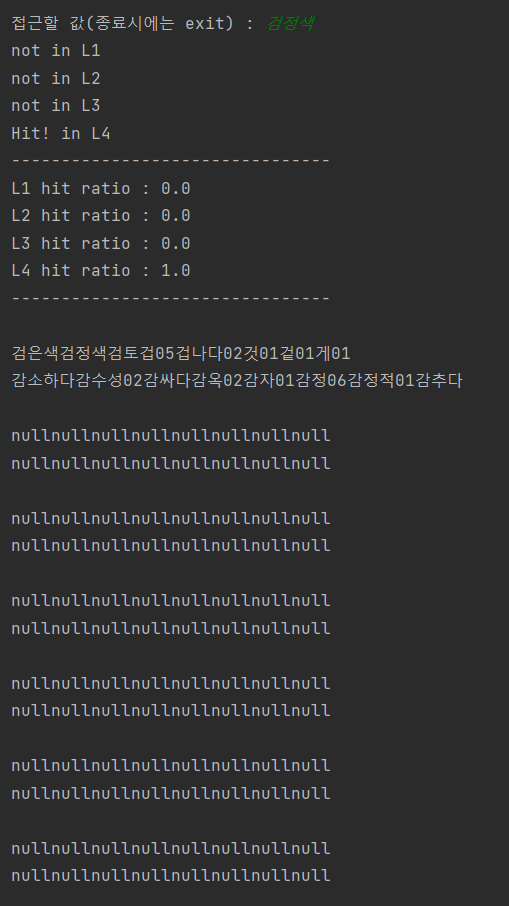 접근할 값(종료시에는 exit) : 검정색
not in L1
not in L2
not in L3
Hit! in L4
--------------------------------
L1 hit ratio : 0.0
L2 hit ratio : 0.0
L3 hit ratio : 0.0
L4 hit ratio : 1.0
--------------------------------
검은색검정색검토겁05겁나다02것01겉01게01
감소하다감수성02감싸다감옥02감자01감정06감정적01감추다
nullnullnullnullnullnullnullnull
nullnullnullnullnullnullnullnull
nullnullnullnullnullnullnullnull
nullnullnullnullnullnullnullnull
nullnullnullnullnullnullnullnull
nullnullnullnullnullnullnullnull
nullnullnullnullnullnullnullnull
nullnullnullnullnullnullnullnull
nullnullnullnullnullnullnullnull
nullnullnullnullnullnullnullnull
nullnullnullnullnullnullnullnull
nullnullnullnullnullnullnullnull